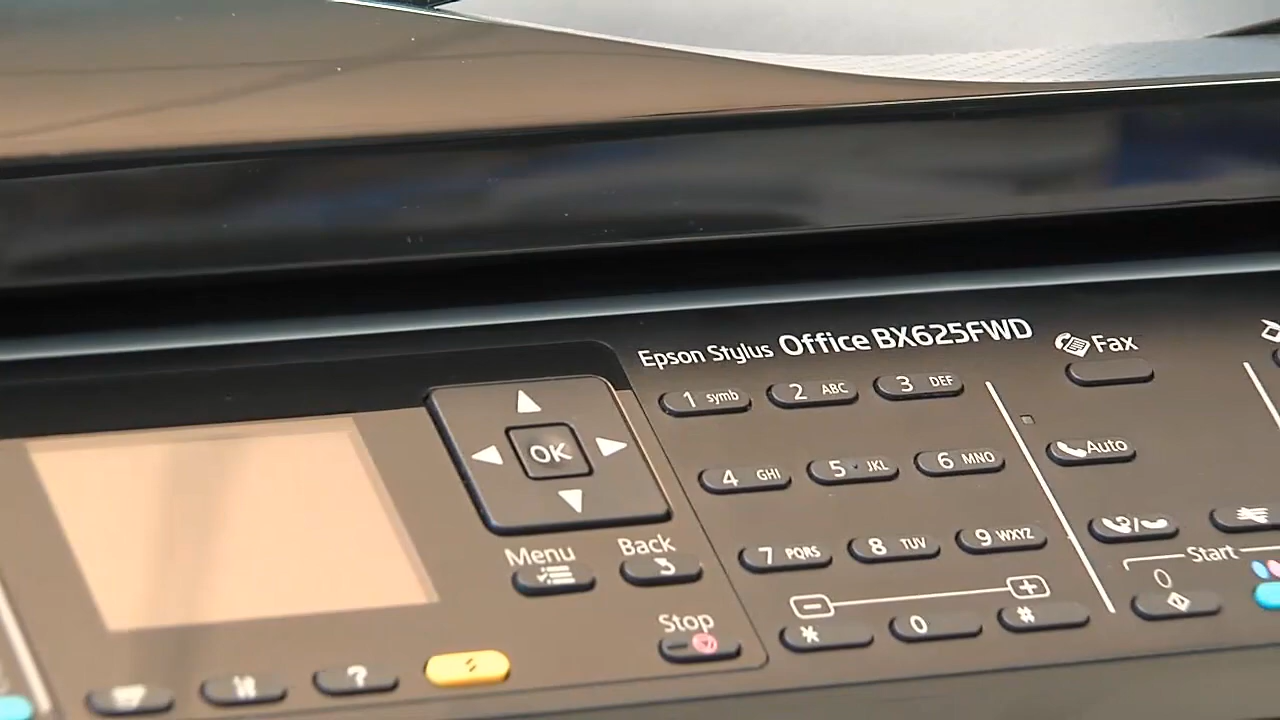 Epson Stylus Office BX625FWD
Fax
1 symb 2 ABC 3 DEF
OK
Auto
4 GHI 5 JKL 6 MNO
Menu Back
7 PQRS 8 TUV 9 WXYZ
Start
Stop
* 0 #
?